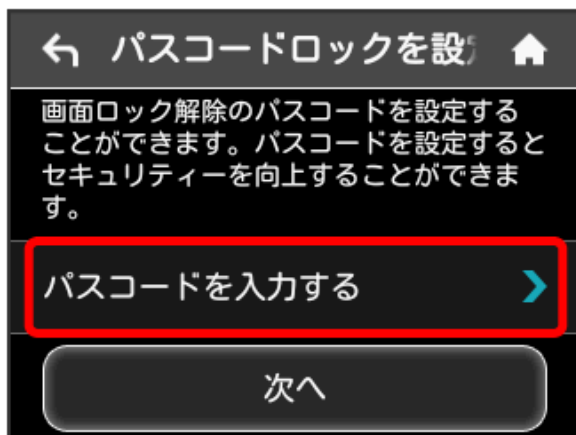 パスコードロックを設
画面ロック解除のパスコードを設定する
ことができます。パスコードを設定すると
セキュリティーを向上することができま
す。
パスコードを入力する
次へ